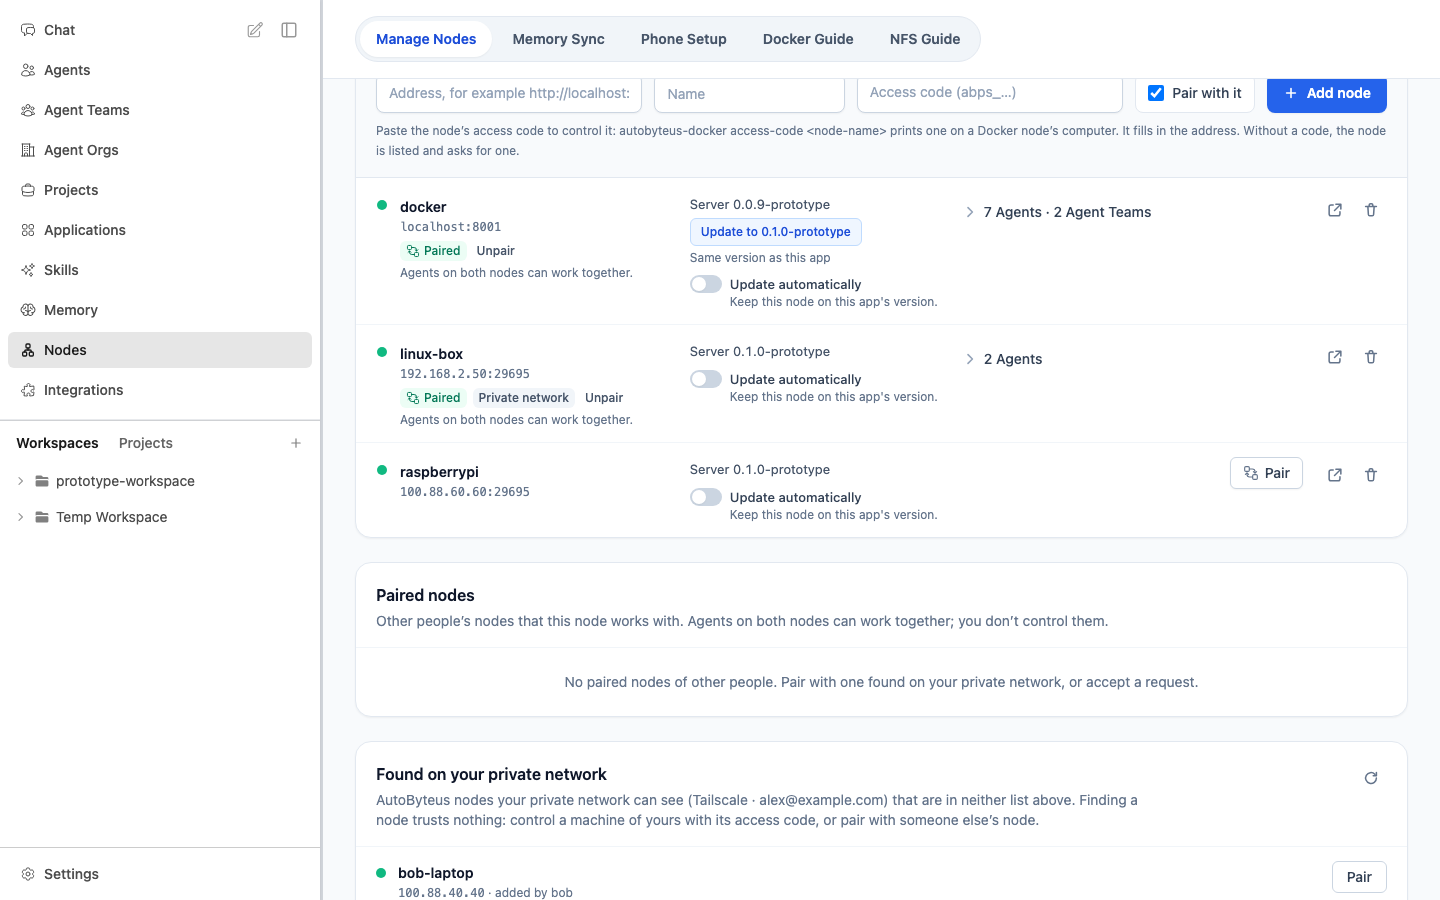 Chat
Agents
Agent Teams
Agent Orgs
Projects
Applications
Skills
Memory
Nodes
Integrations
Workspaces Projects
prototype-workspace
Temp Workspace
Settings
Manage Nodes Memory Sync Phone Setup Docker Guide NFS Guide
Address, for example http://localhost: Name Access code (abps_...) Pair with it Add node
Paste the node's access code to control it: autobyteus-docker access-code <node-name> prints one on a Docker node's computer. It fills in the address. Without a code, the node
is listed and asks for one.
docker
localhost:8001
Paired Unpair
Agents on both nodes can work together.
Server 0.0.9-prototype
Update to 0.1.0-prototype
Same version as this app
Update automatically
Keep this node on this app's version.
7 Agents · 2 Agent Teams
linux-box
192.168.2.50:29695
Paired Private network Unpair
Agents on both nodes can work together.
Server 0.1.0-prototype
Update automatically
Keep this node on this app's version.
2 Agents
raspberrypi
100.88.60.60:29695
Server 0.1.0-prototype
Update automatically
Keep this node on this app's version.
Pair
Paired nodes
Other people's nodes that this node works with. Agents on both nodes can work together; you don't control them.
No paired nodes of other people. Pair with one found on your private network, or accept a request.
Found on your private network
AutoByteus nodes your private network can see (Tailscale · alex@example.com) that are in neither list above. Finding a
node trusts nothing: control a machine of yours with its access code, or pair with someone else's node.
bob-laptop
100.88.40.40 · added by bob
Pair